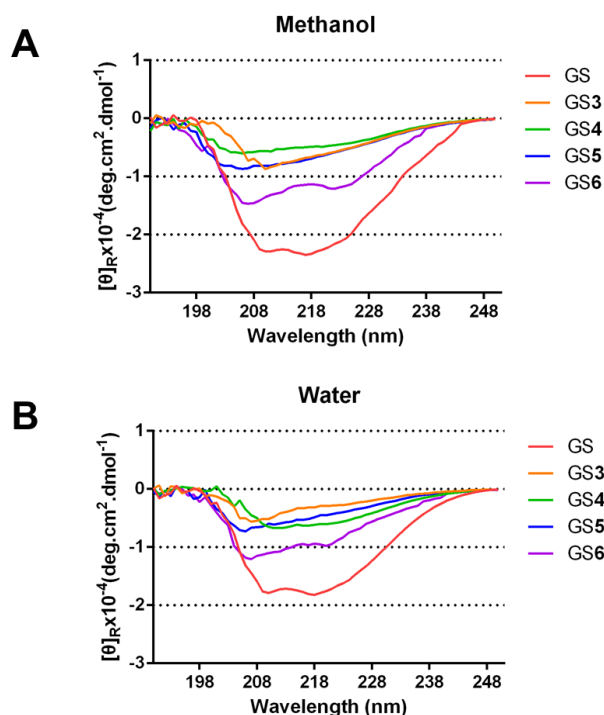 Methanol
A
1
0
-1
-2
-3
[θ]Rx10-4(deg.cm2.dmol-1)
198 208 218 228 238 248
Wavelength (nm)
GS
GS3
GS4
GS5
GS6
Water
B
1
0
-1
-2
-3
[θ]Rx10-4(deg.cm2.dmol-1)
198 208 218 228 238 248
Wavelength (nm)
GS
GS3
GS4
GS5
GS6